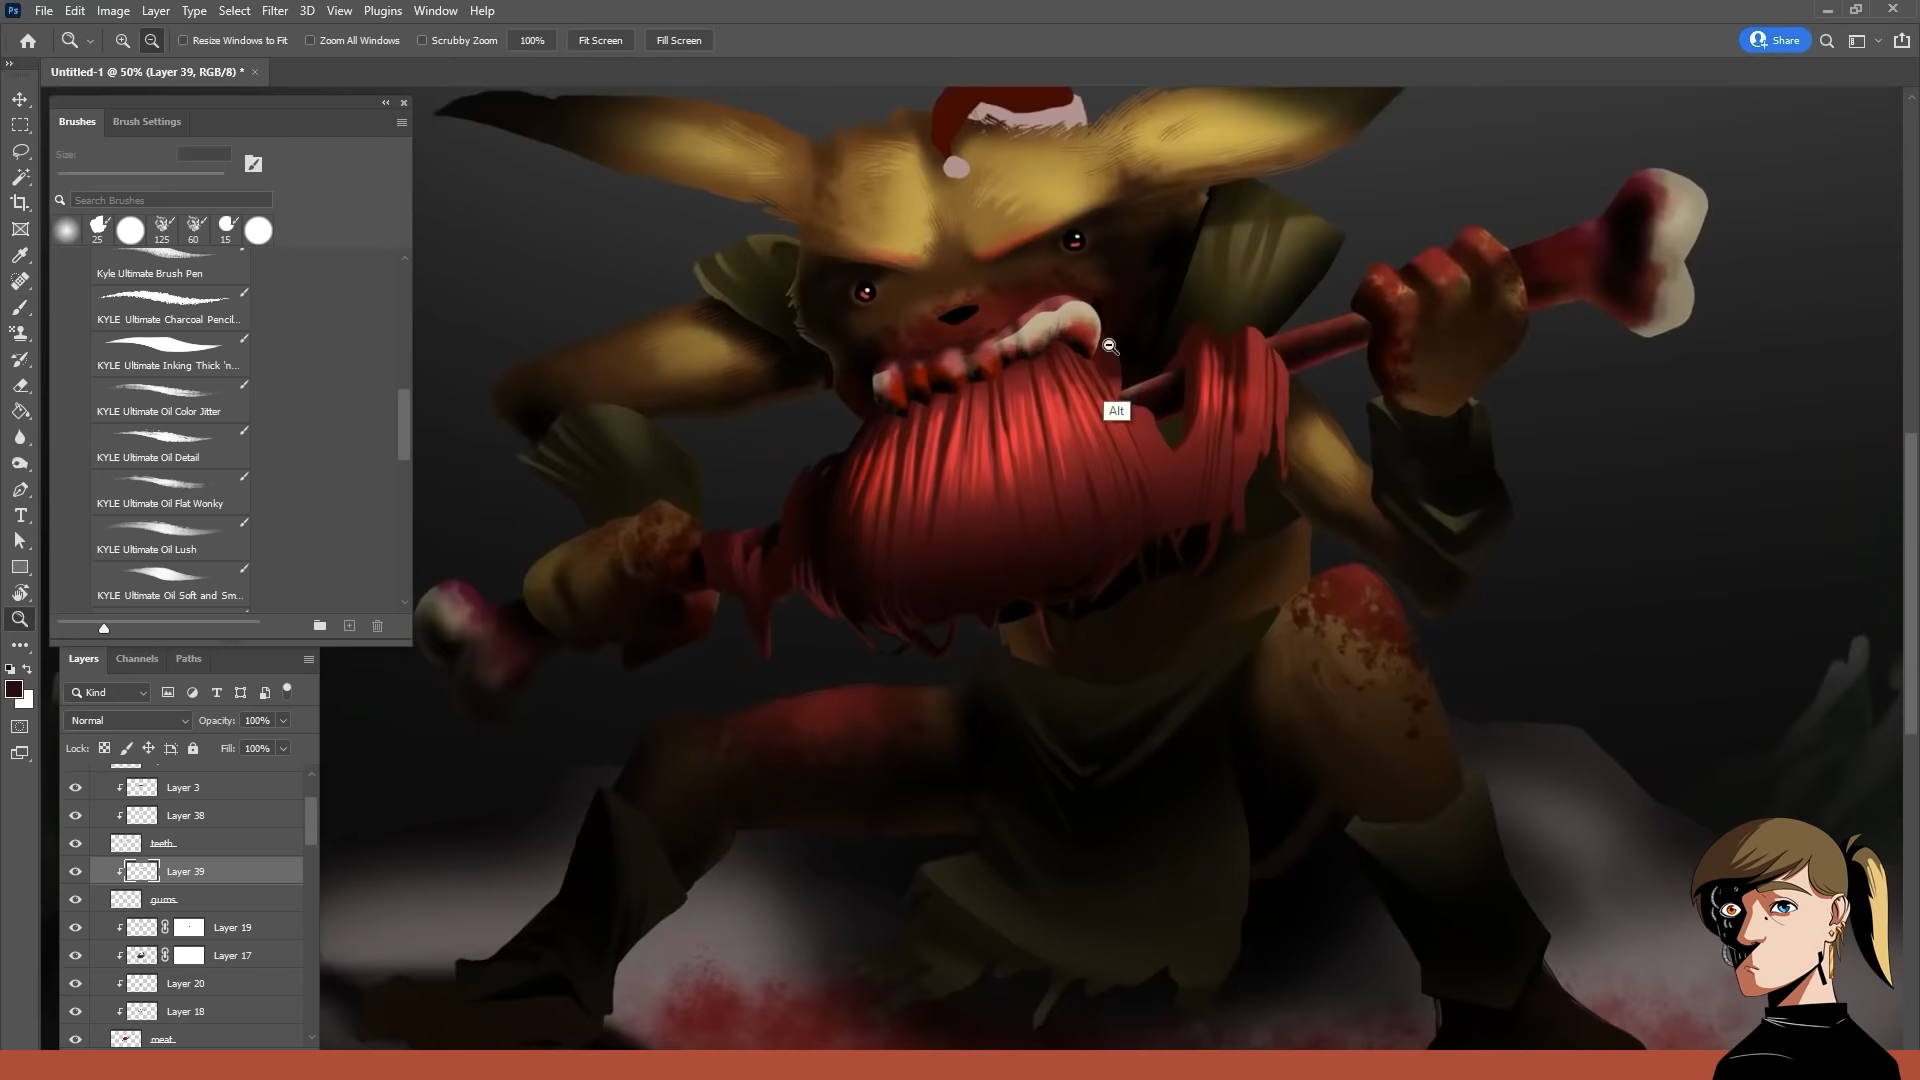 Ps File Edit Image Layer Type Select Filter 3D View Plugins Window Help
Resize Windows to Fit Zoom All Windows Scrubby Zoom 100% Fit Screen Fill Screen Share
Untitled-1 @ 50% (Layer 39, RGB/8) *
Brushes Brush Settings
Size:
Search Brushes
25 125 60 15
Kyle Ultimate Brush Pen
KYLE Ultimate Charcoal Pencil...
KYLE Ultimate Inking Thick 'n...
KYLE Ultimate Oil Color Jitter
KYLE Ultimate Oil Detail
KYLE Ultimate Oil Flat Wonky
KYLE Ultimate Oil Lush
KYLE Ultimate Oil Soft and Sm...
Alt
Layers Channels Paths
Kind
Normal Opacity: 100%
Lock: Fill: 100%
Layer 3
Layer 38
teeth
Layer 39
gums
Layer 19
Layer 17
Layer 20
Layer 18
meat